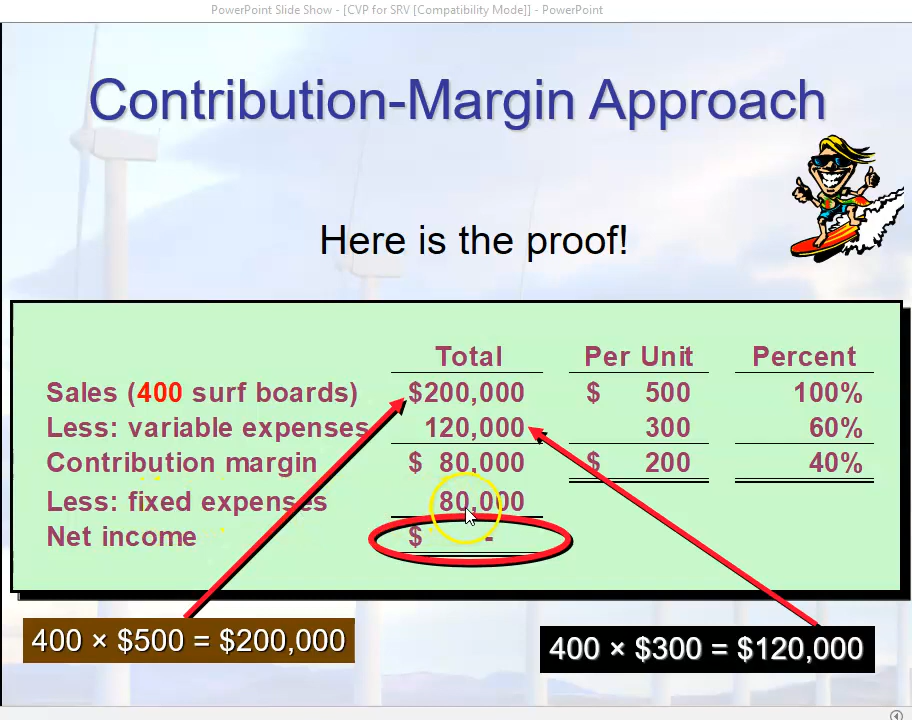 PowerPoint Slide Show - [CVP for SRV [Compatibility Mode]] - PowerPoint
Contribution-Margin Approach
Here is the proof!
Total Per Unit Percent
Sales (400 surf boards) $200,000 $ 500 100%
Less: variable expenses 120,000 300 60%
Contribution margin $ 80,000 $ 200 40%
Less: fixed expenses 80,000
Net income $ -
400 × $500 = $200,000
400 × $300 = $120,000